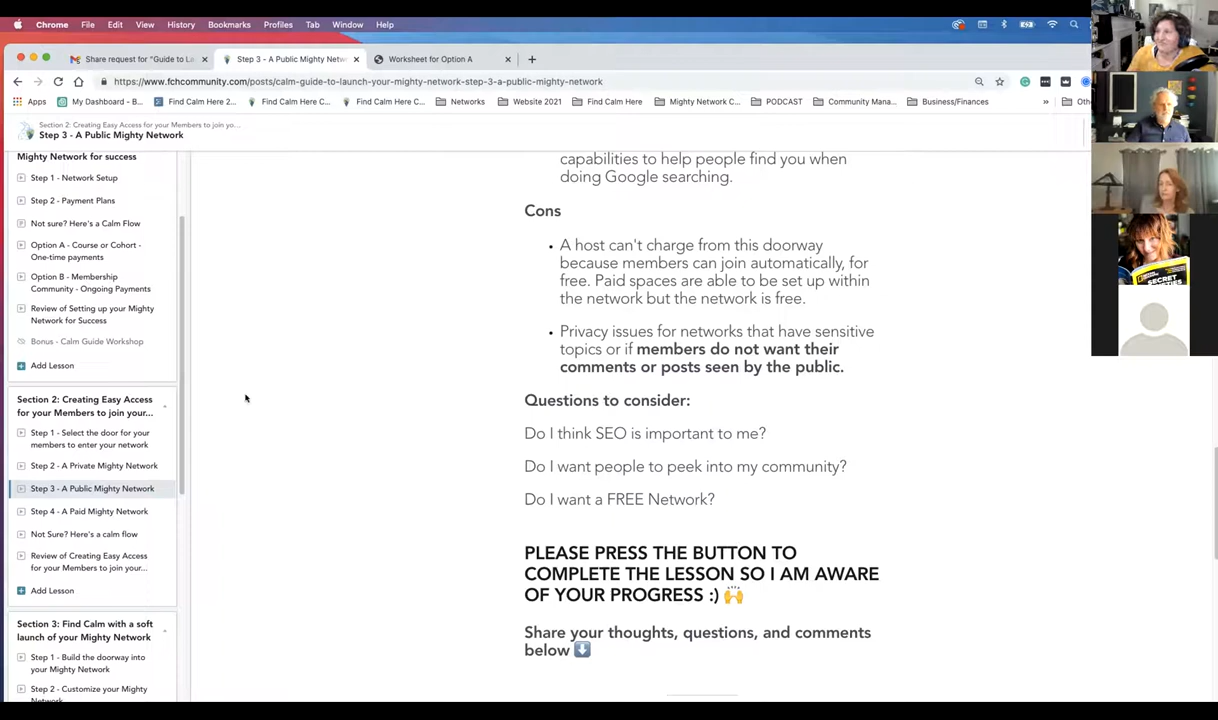 Chrome File Edit View History Bookmarks Profiles Tab Window Help
Share request for "Guide to La
Step 3 - A Public Mighty Netwo
Worksheet for Option A
https://www.fchcommunity.com/posts/calm-guide-to-launch-your-mighty-network-step-3-a-public-mighty-network
Apps My Dashboard - B... Find Calm Here 2... Find Calm Here C... Find Calm Here C... Networks Website 2021 Find Calm Here Mighty Network C... PODCAST Community Mana... Business/Finances » Othe
Section 2: Creating Easy Access for your Members to join yo...
Step 3 - A Public Mighty Network
Mighty Network for success
Step 1 - Network Setup
Step 2 - Payment Plans
Not sure? Here's a Calm Flow
Option A - Course or Cohort -
One-time payments
Option B - Membership
Community - Ongoing Payments
Review of Setting up your Mighty
Network for Success
Bonus - Calm Guide Workshop
Add Lesson
Section 2: Creating Easy Access
for your Members to join your...
Step 1 - Select the door for your
members to enter your network
Step 2 - A Private Mighty Network
Step 3 - A Public Mighty Network
Step 4 - A Paid Mighty Network
Not Sure? Here's a calm flow
Review of Creating Easy Access
for your Members to join your...
Add Lesson
Section 3: Find Calm with a soft
launch of your Mighty Network
Step 1 - Build the doorway into
your Mighty Network
Step 2 - Customize your Mighty
Network
capabilities to help people find you when
doing Google searching.
Cons
• A host can't charge from this doorway
because members can join automatically, for
free. Paid spaces are able to be set up within
the network but the network is free.
• Privacy issues for networks that have sensitive
topics or if members do not want their
comments or posts seen by the public.
Questions to consider:
Do I think SEO is important to me?
Do I want people to peek into my community?
Do I want a FREE Network?
PLEASE PRESS THE BUTTON TO
COMPLETE THE LESSON SO I AM AWARE
OF YOUR PROGRESS :) 🙌
Share your thoughts, questions, and comments
below ⬇️
SECRET